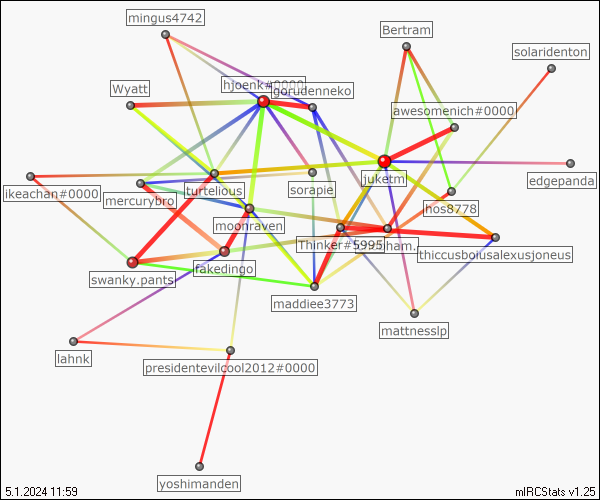 mingus4742
Bertram
solaridenton
Wyatt
hjoenk#0000
gorudenneko
awesomenich#0000
ikeachan#0000
mercurybro
turtelious
sorapie
juketm
edgepanda
hos8778
moonraven
Thinker#5995
ham.
thiccusboiusalexusjoneus
swanky.pants
fakedingo
maddiee3773
mattnesslp
lahnk
presidentevilcool2012#0000
yoshimanden
5.1.2024 11:59
mIRCStats v1.25